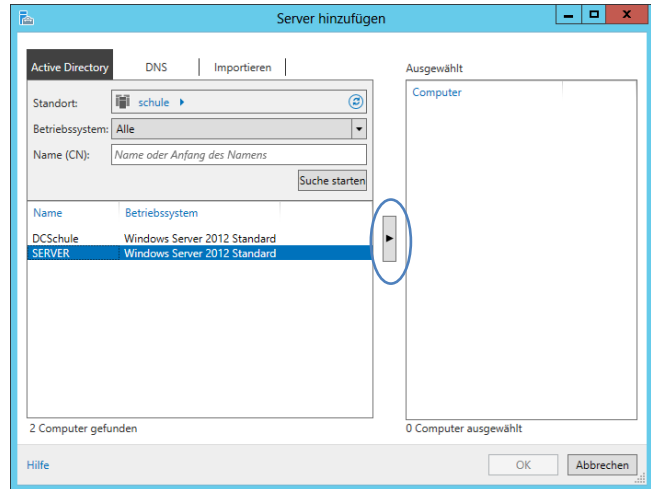 Server hinzufügen
Active Directory
DNS
Importieren
Standort:
schule
Betriebssystem:
Alle
Name (CN):
Name oder Anfang des Namens
Suche starten
Name
Betriebssystem
DCSchule
Windows Server 2012 Standard
SERVER
Windows Server 2012 Standard
2 Computer gefunden
Ausgewählt
Computer
0 Computer ausgewählt
Hilfe
OK
Abbrechen